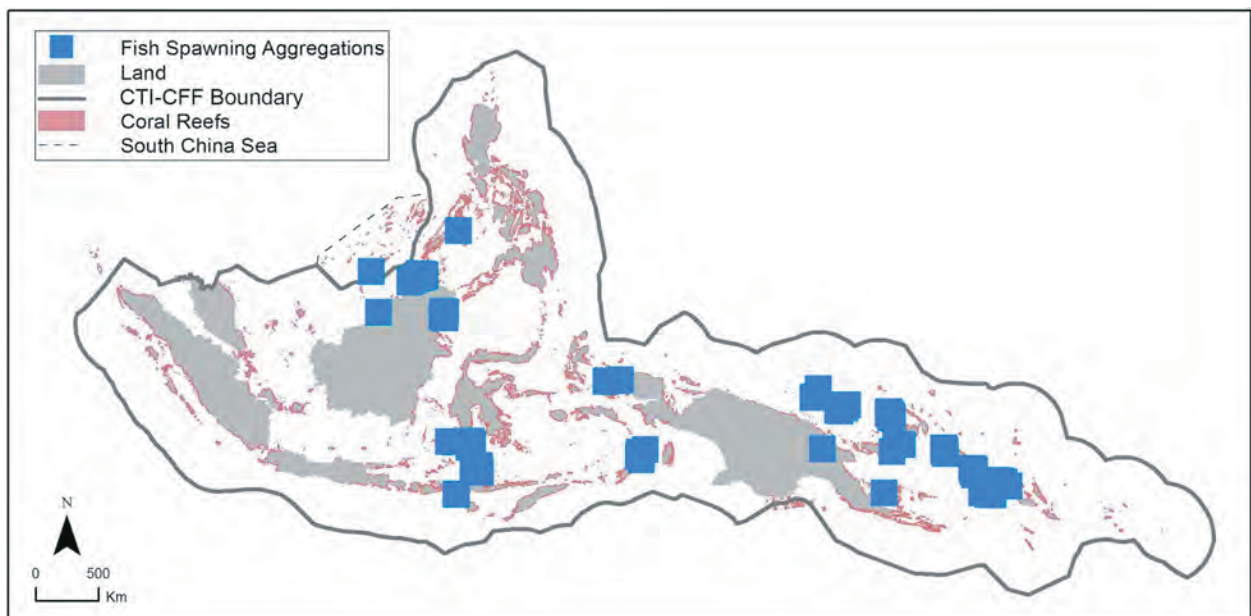 Fish Spawning Aggregations
Land
CTI-CFF Boundary
Coral Reefs
South China Sea
N
0 500
Km